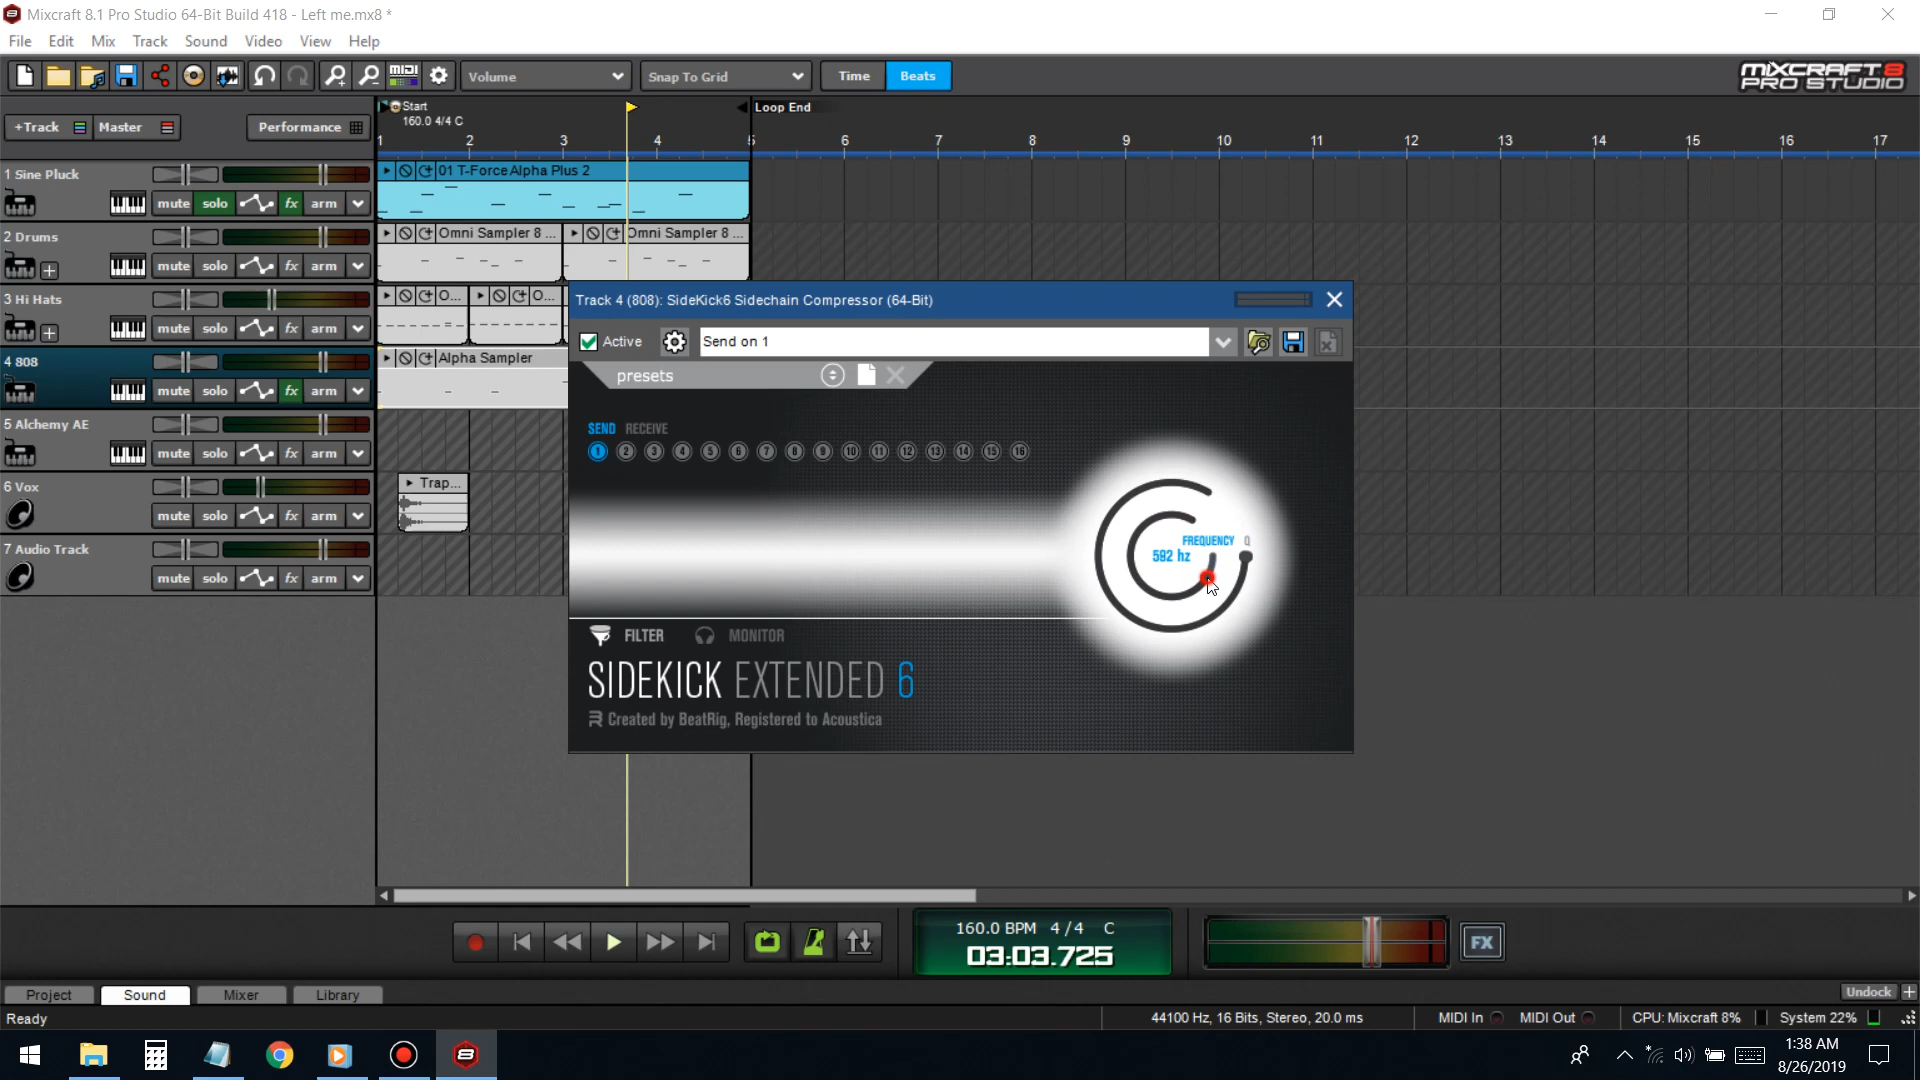 Mixcraft 8.1 Pro Studio 64-Bit Build 418 - Left me.mx8 *
File Edit Mix Track Sound Video View Help
Volume Snap To Grid Time Beats MIXCRAFT 8 PRO STUDIO
MIDI
+Track Master Performance
Start Loop End
160.0 4/4 C
1 2 3 4 5 6 7 8 9 10 11 12 13 14 15 16 17
1 Sine Pluck 01 T-Force Alpha Plus 2
mute solo fx arm
2 Drums Omni Sampler 8 ... Omni Sampler 8 ...
mute solo fx arm
3 Hi Hats O... O...
mute solo fx arm
4 808 Alpha Sampler
mute solo fx arm
5 Alchemy AE
mute solo fx arm
6 Vox Trap...
mute solo fx arm
7 Audio Track
mute solo fx arm
Track 4 (808): SideKick6 Sidechain Compressor (64-Bit)
Active Send on 1
presets
SEND RECEIVE
1 2 3 4 5 6 7 8 9 10 11 12 13 14 15 16
FREQUENCY Q
592 hz
FILTER MONITOR
SIDEKICK EXTENDED 6
Created by BeatRig, Registered to Acoustica
160.0 BPM 4/4 C
03:03.725
FX
Project Sound Mixer Library Undock
Ready 44100 Hz, 16 Bits, Stereo, 20.0 ms MIDI In MIDI Out CPU: Mixcraft 8% System 22%
8
1:38 AM
8/26/2019